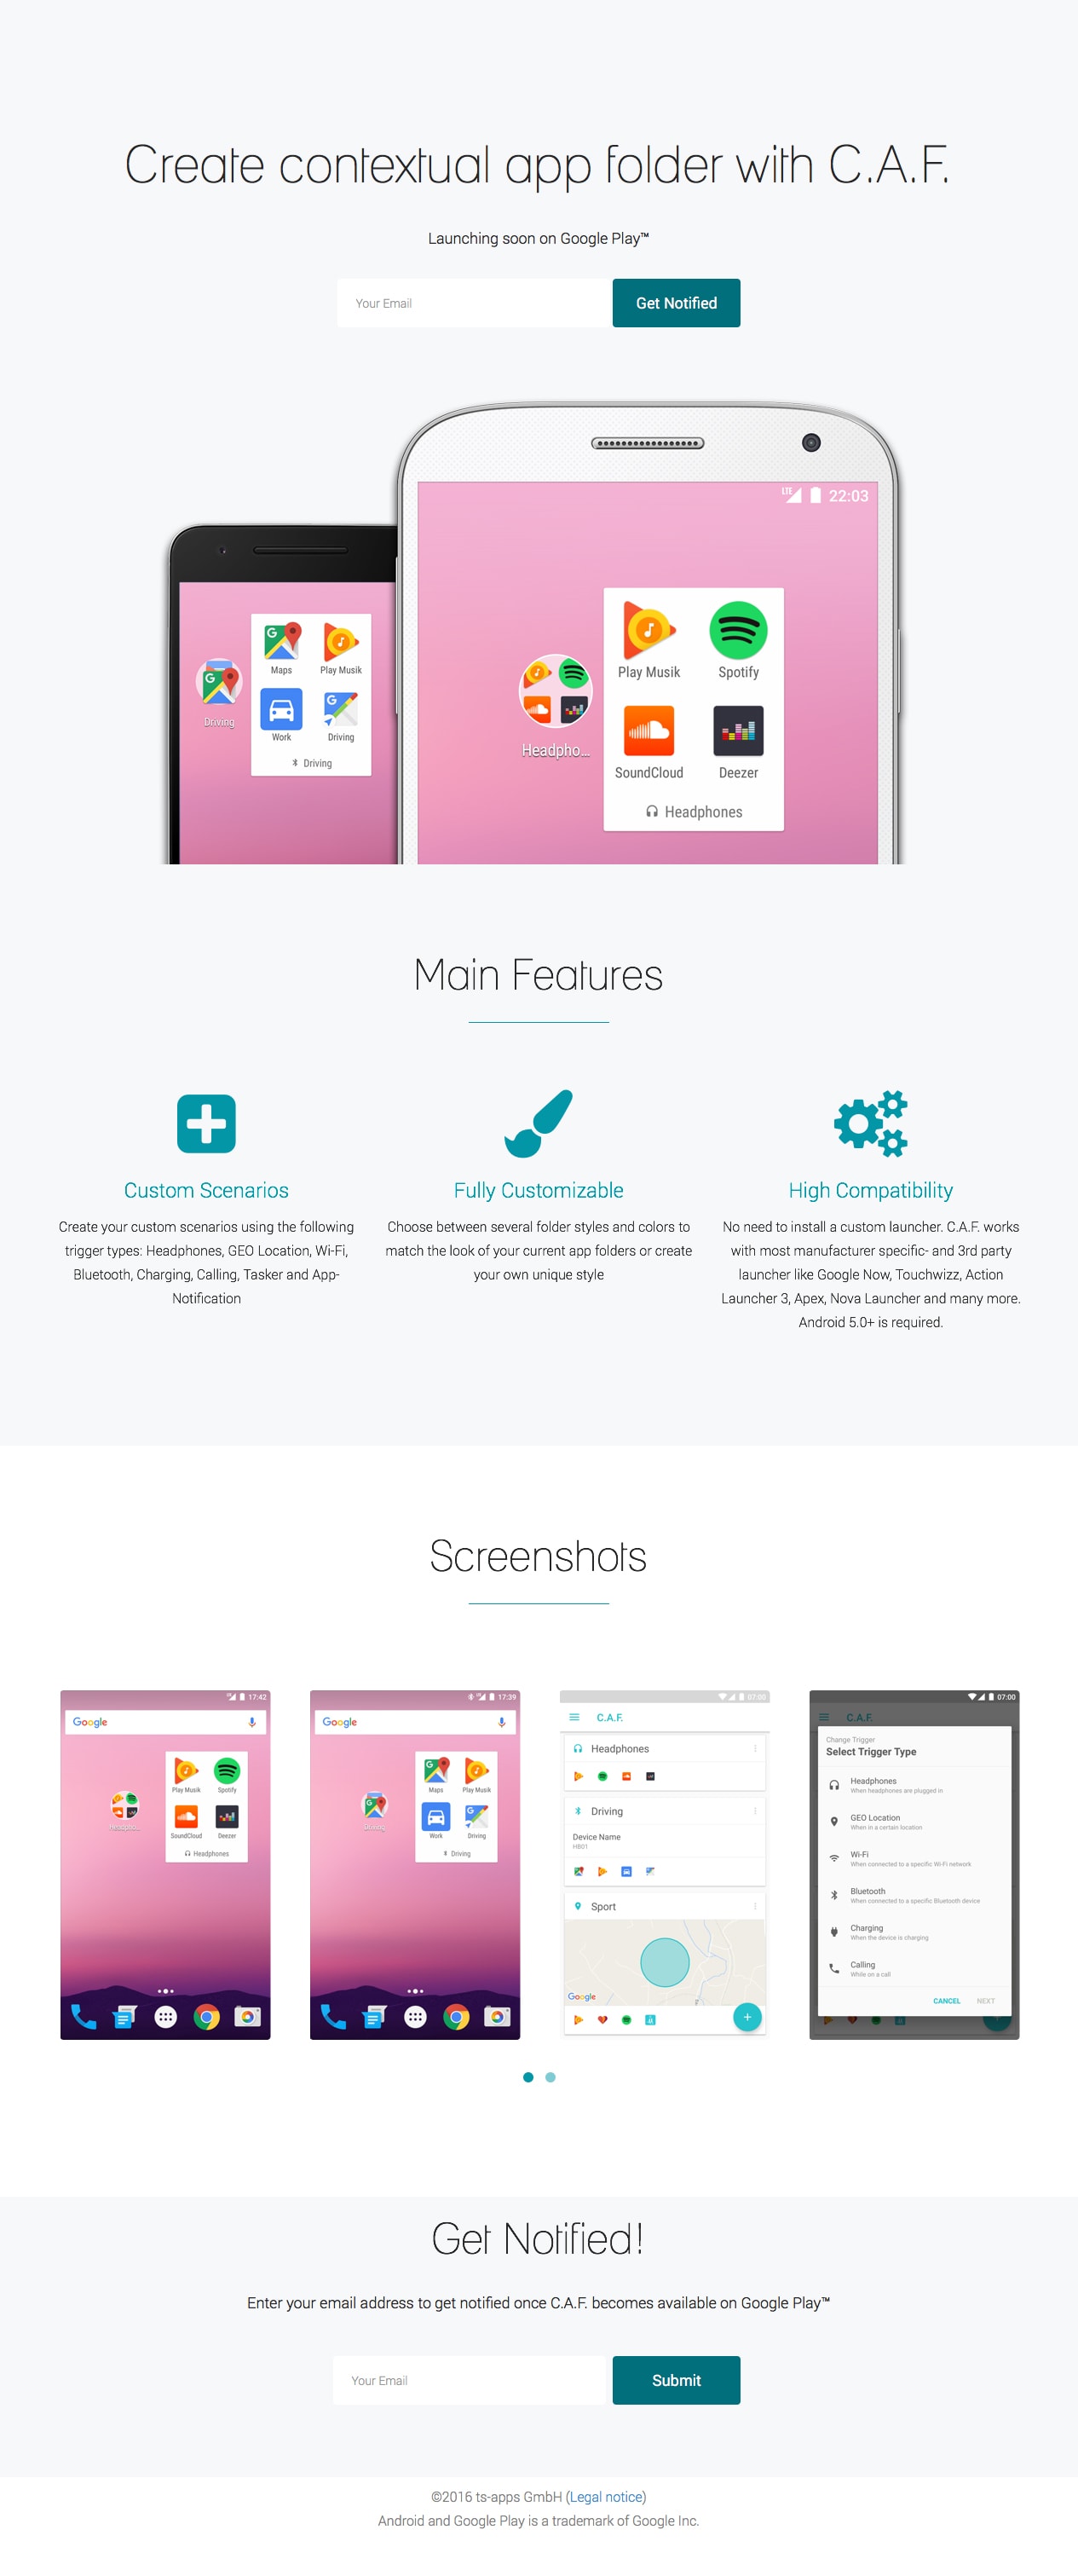 Create contextual app folder with C.A.F.
Launching soon on Google Play™
Your Email
Get Notified
LTE 22:03
Maps
Play Musik
Driving
Work
Driving
Driving
Play Musik
Spotify
Headpho...
SoundCloud
Deezer
Headphones
Main Features
Custom Scenarios
Create your custom scenarios using the following
trigger types: Headphones, GEO Location, Wi-Fi,
Bluetooth, Charging, Calling, Tasker and App-
Notification
Fully Customizable
Choose between several folder styles and colors to
match the look of your current app folders or create
your own unique style
High Compatibility
No need to install a custom launcher. C.A.F. works
with most manufacturer specific- and 3rd party
launcher like Google Now, Touchwizz, Action
Launcher 3, Apex, Nova Launcher and many more.
Android 5.0+ is required.
Screenshots
17:42
Google
Play Musik
Spotify
Headpho...
SoundCloud
Deezer
Headphones
17:39
Google
Maps
Play Musik
Driving
Work
Driving
Driving
07:00
C.A.F.
Headphones
Driving
Device Name
HB01
Sport
Google
07:00
C.A.F.
Change Trigger
Select Trigger Type
Headphones
When headphones are plugged in
GEO Location
When in a certain location
Wi-Fi
When connected to a specific Wi-Fi network
Bluetooth
When connected to a specific Bluetooth device
Charging
When the device is charging
Calling
While on a call
CANCEL
NEXT
Get Notified!
Enter your email address to get notified once C.A.F. becomes available on Google Play™
Your Email
Submit
©2016 ts-apps GmbH (Legal notice)
Android and Google Play is a trademark of Google Inc.